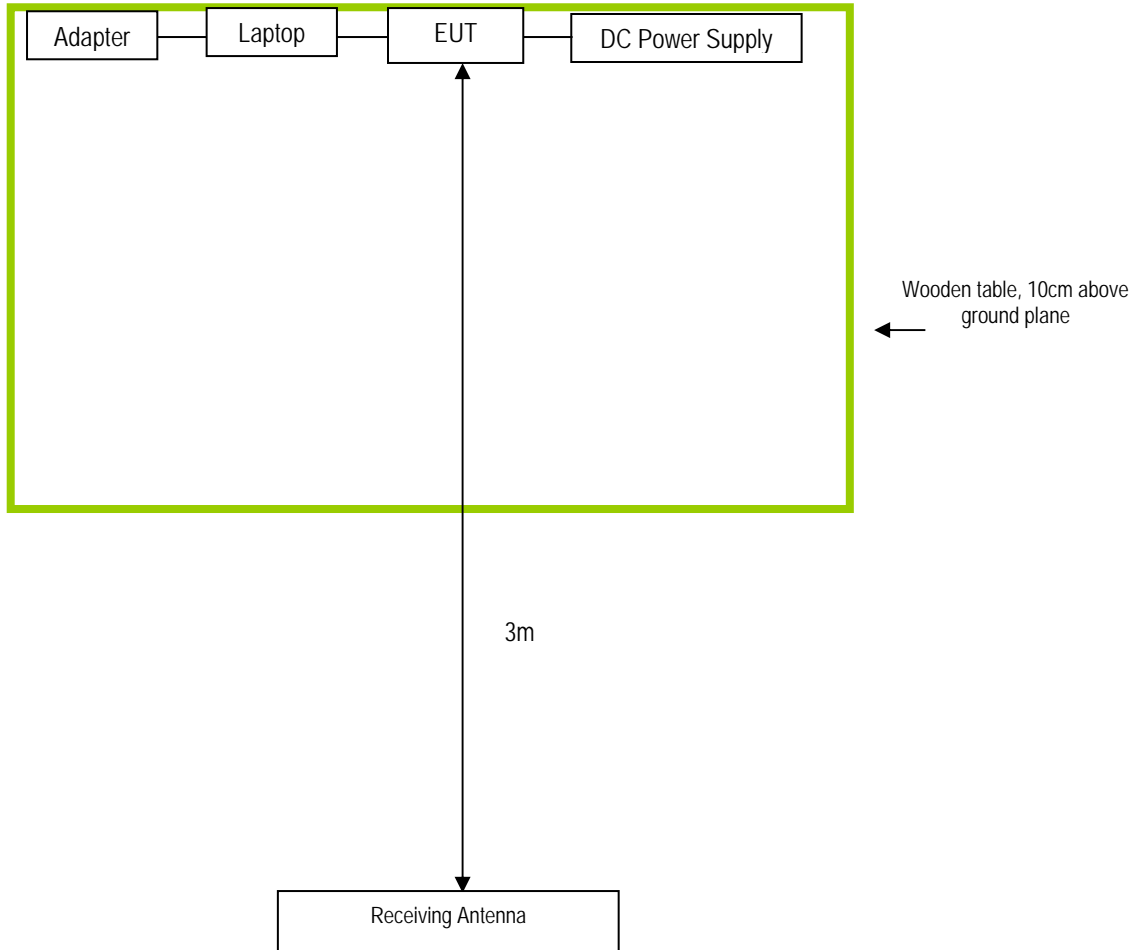 Adapter
Laptop
EUT
DC Power Supply
Wooden table, 10cm above
ground plane
3m
Receiving Antenna